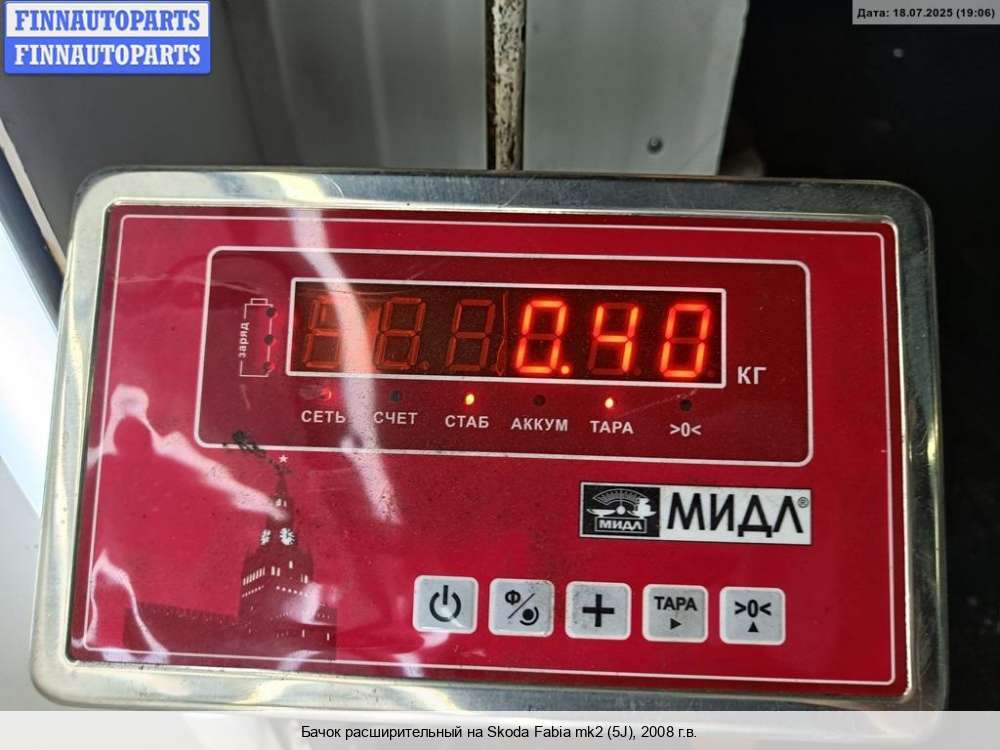 FINNAUTOPARTS
FINNAUTOPARTS
Дата: 18.07.2025 (19:06)
заряд
0.40
КГ
СЕТЬ СЧЕТ СТАБ АККУМ ТАРА >0<
МИДЛ МИДЛ®
Ф ТАРА >0<
Бачок расширительный на Skoda Fabia mk2 (5J), 2008 г.в.